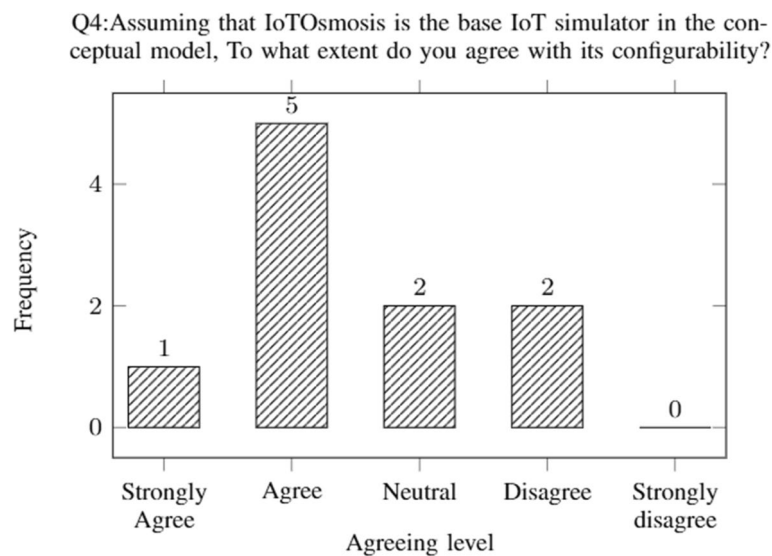 Q4:Assuming that IoTOsmosis is the base IoT simulator in the con-
ceptual model, To what extent do you agree with its configurability?
5
4
2
2
2
1
0
0
Frequency
Strongly Agree
Agree
Neutral
Disagree
Strongly disagree
Agreeing level